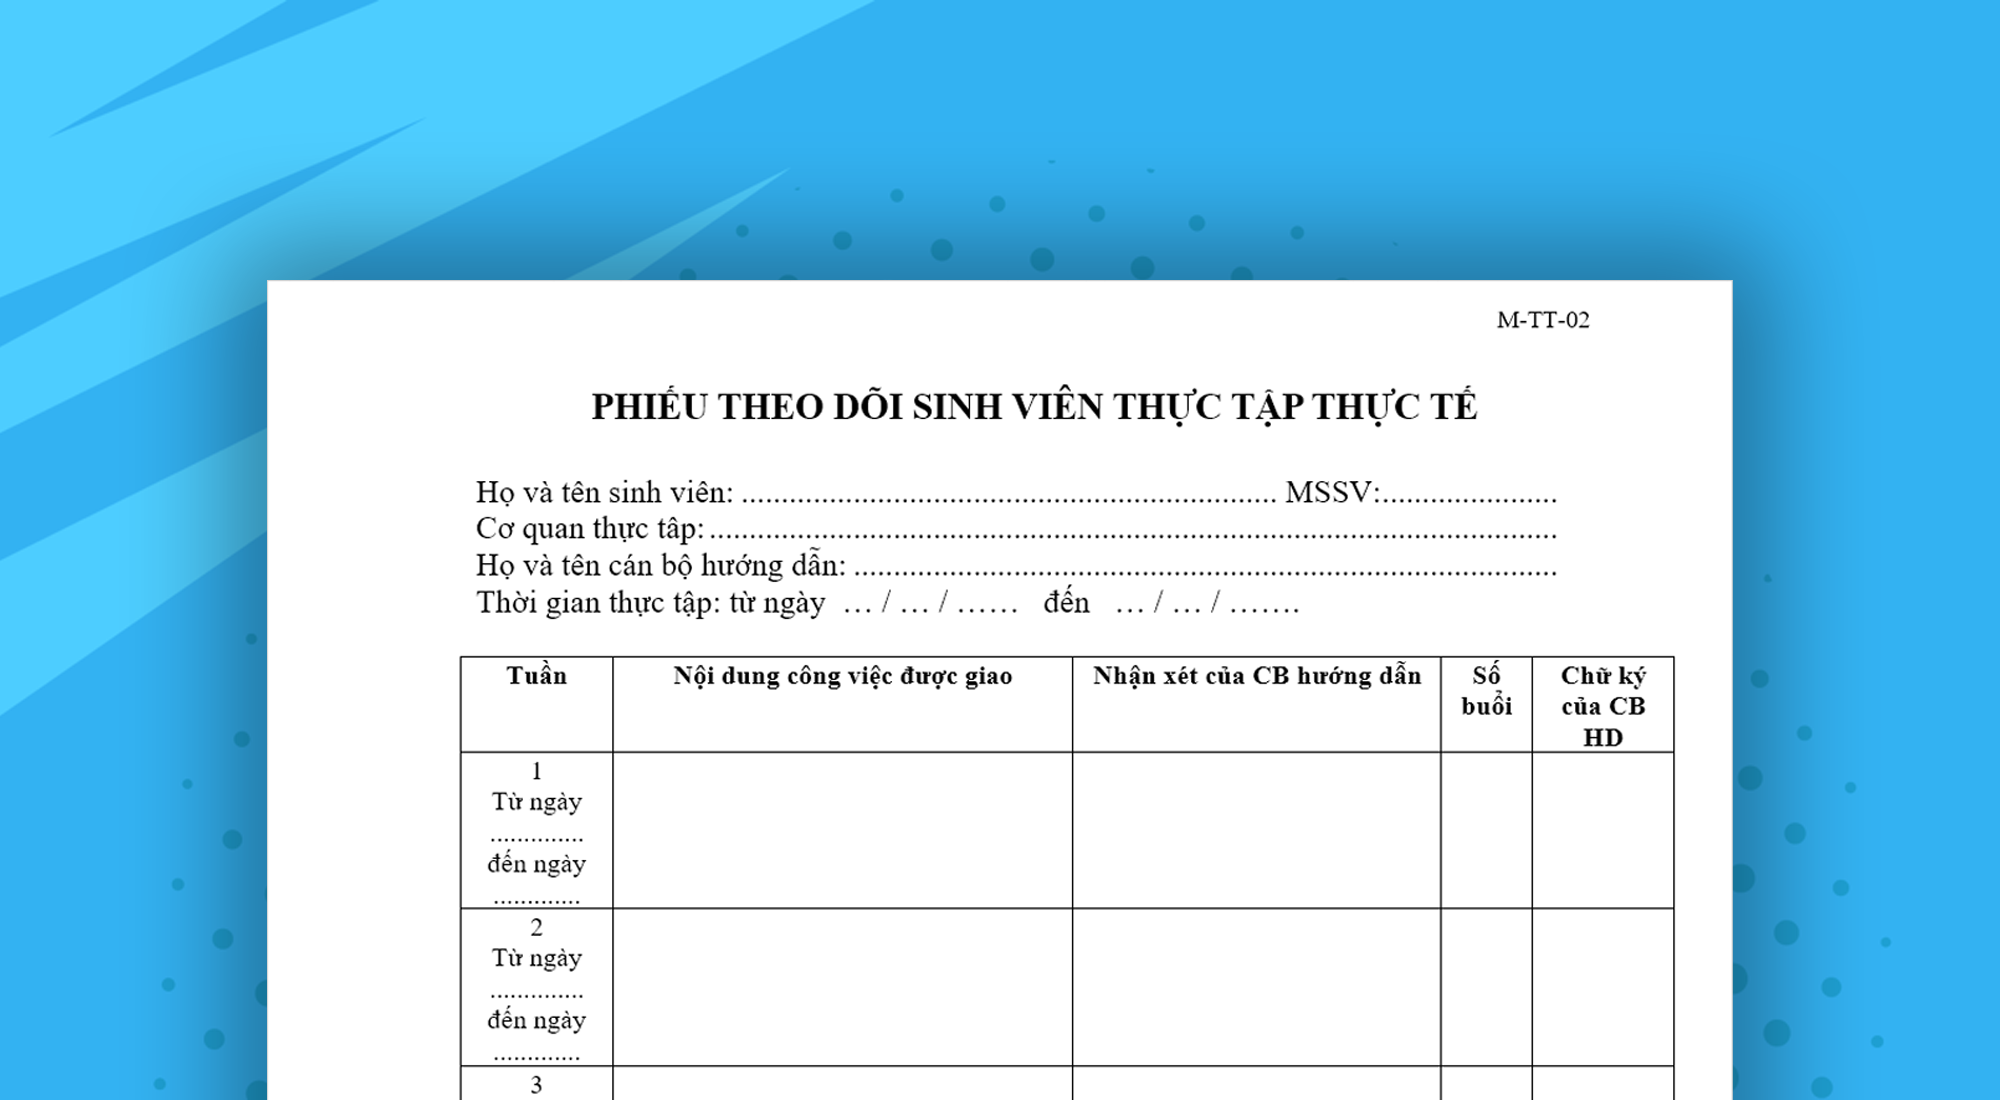 M-TT-02
PHIẾU THEO DÕI SINH VIÊN THỰC TẬP THỰC TẾ
Họ và tên sinh viên: ................................................................... MSSV:......................
Cơ quan thực tâp: ..........................................................................................................
Họ và tên cán bộ hướng dẫn: ........................................................................................
Thời gian thực tập: từ ngày … / … / …… đến … / … / …….
Tuần Nội dung công việc được giao Nhận xét của CB hướng dẫn Số buổi Chữ ký của CB HD
1
Từ ngày
..............
đến ngày
.............
2
Từ ngày
..............
đến ngày
.............
3